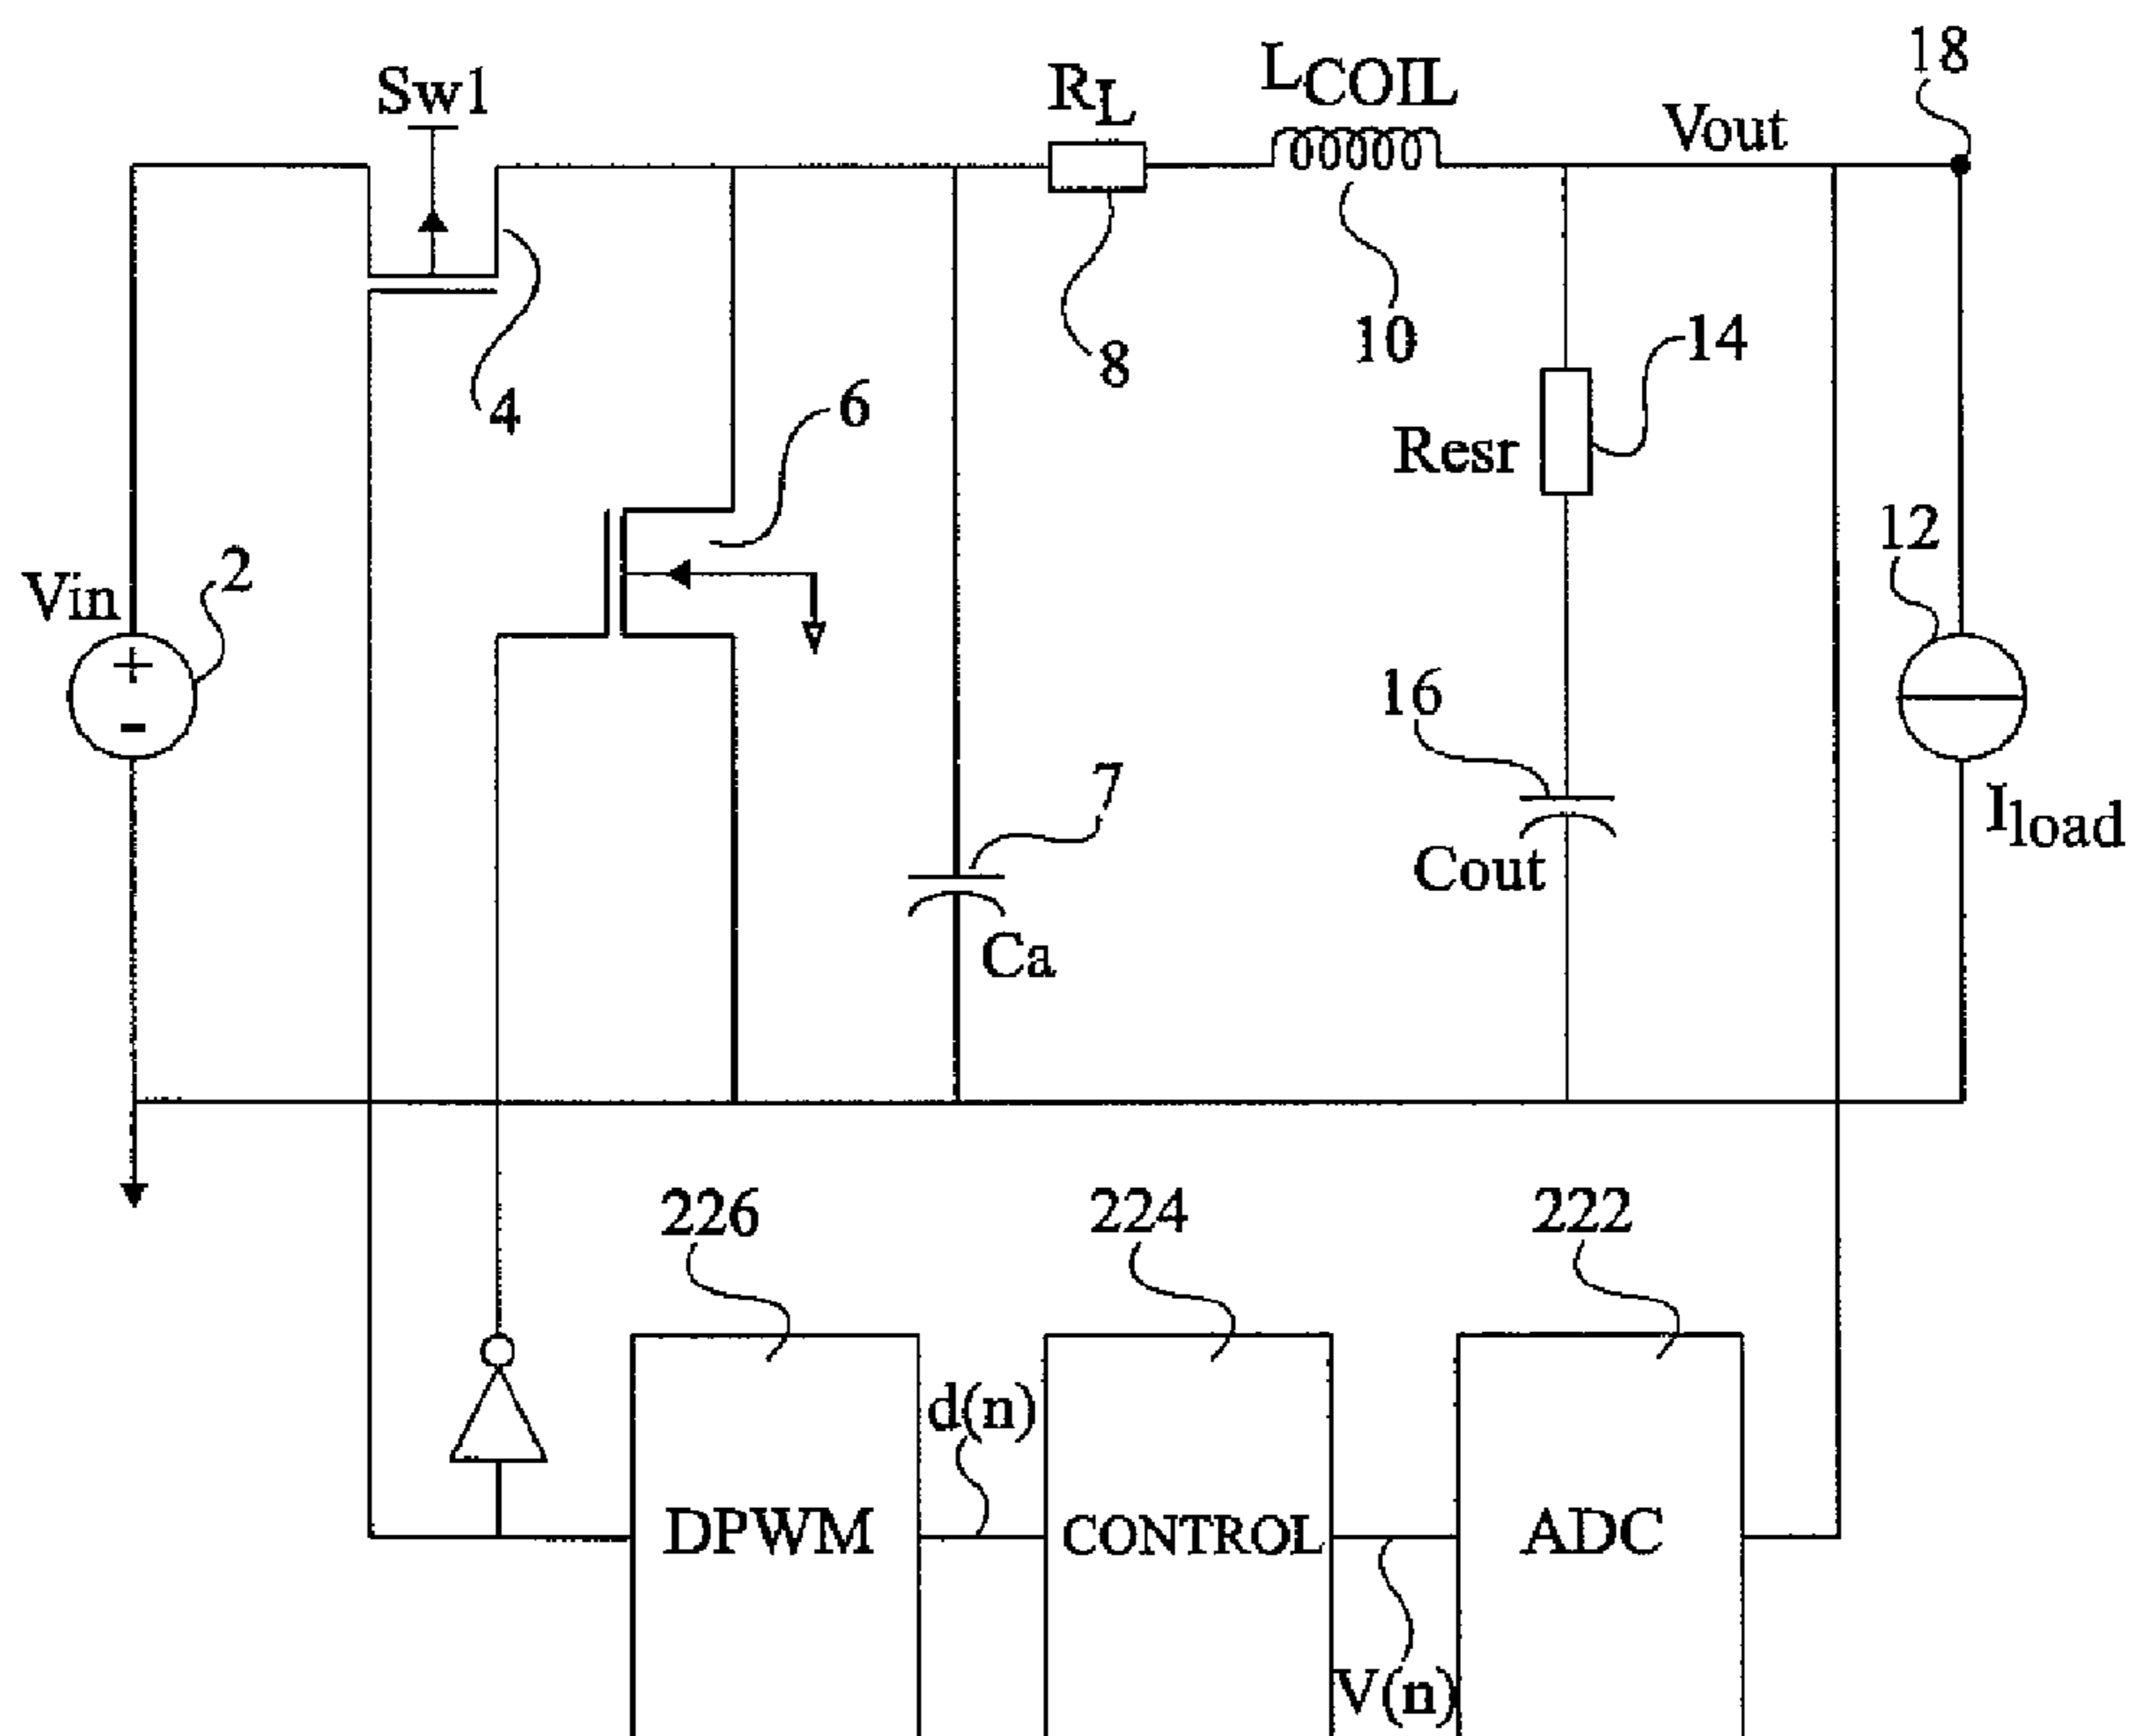 18
Sw1
RL
LCOIL
Vout
4
8
10
14
6
Resr
12
Vin
2
+
-
16
7
Iload
Cout
Ca
226
224
222
d(n)
DPWM
CONTROL
ADC
V(n)